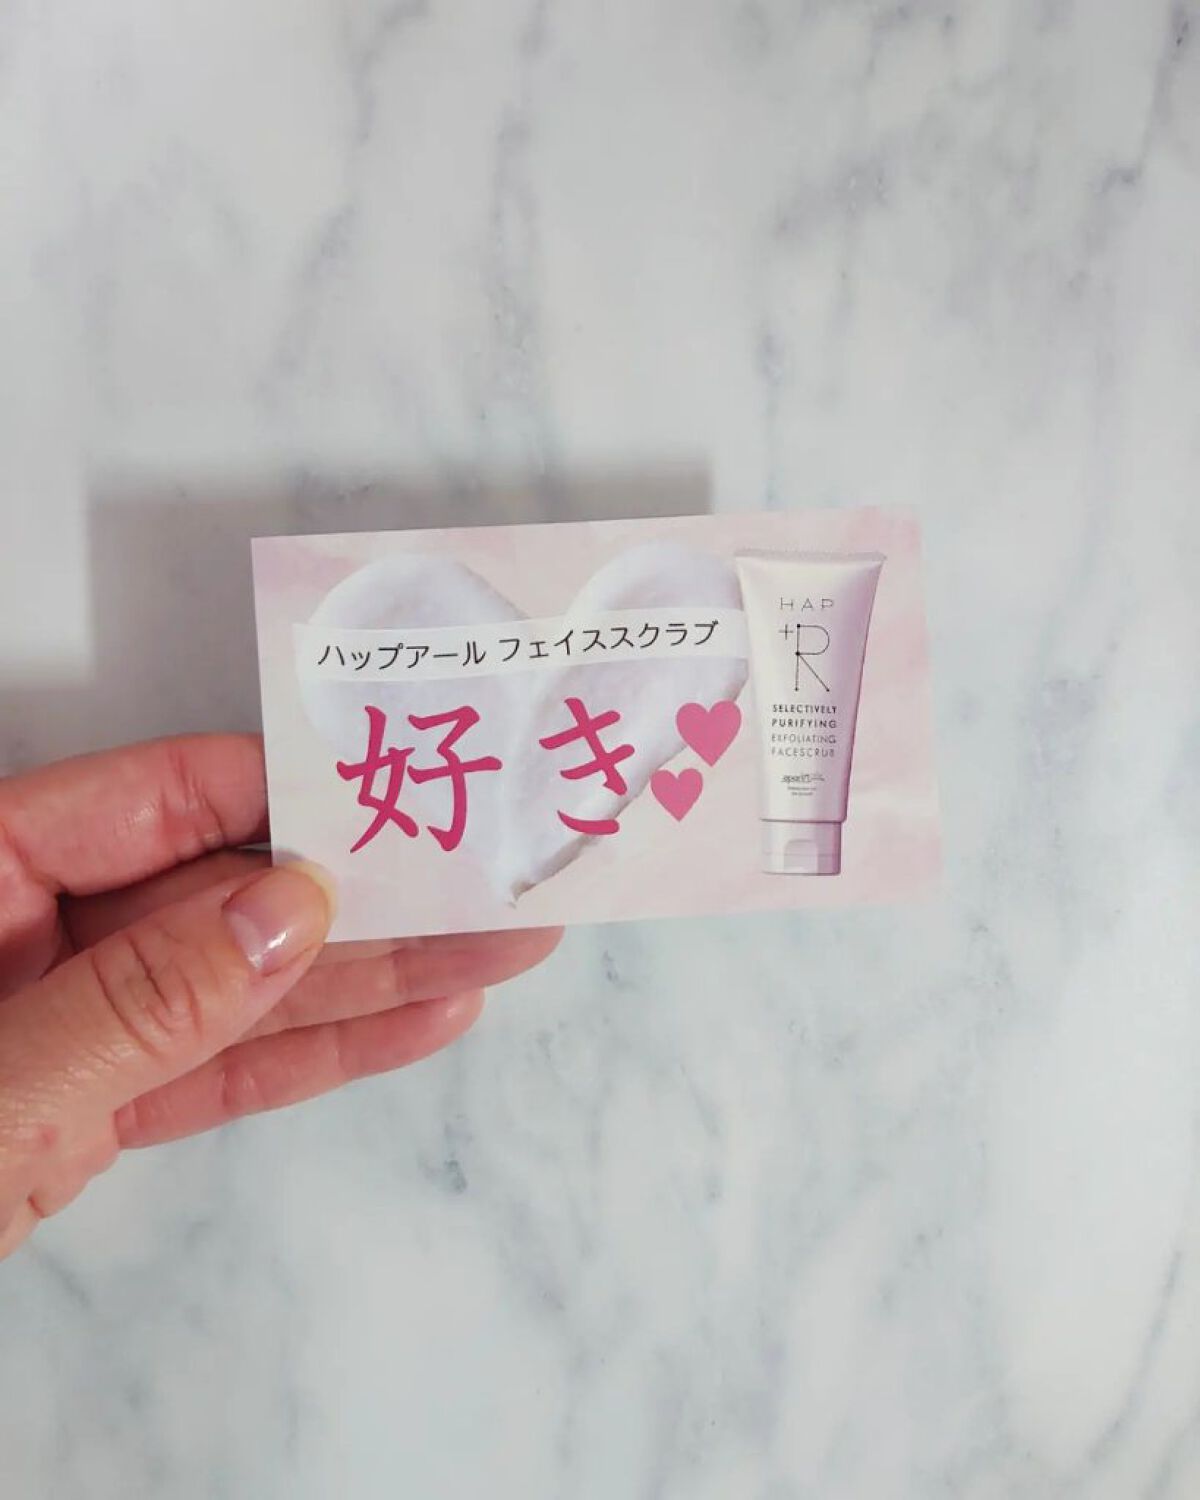 ハップアール フェイススクラブ
好き
HAP
+R
SELECTIVELY
PURIFYING
EXFOLIATING
FACESCRUB